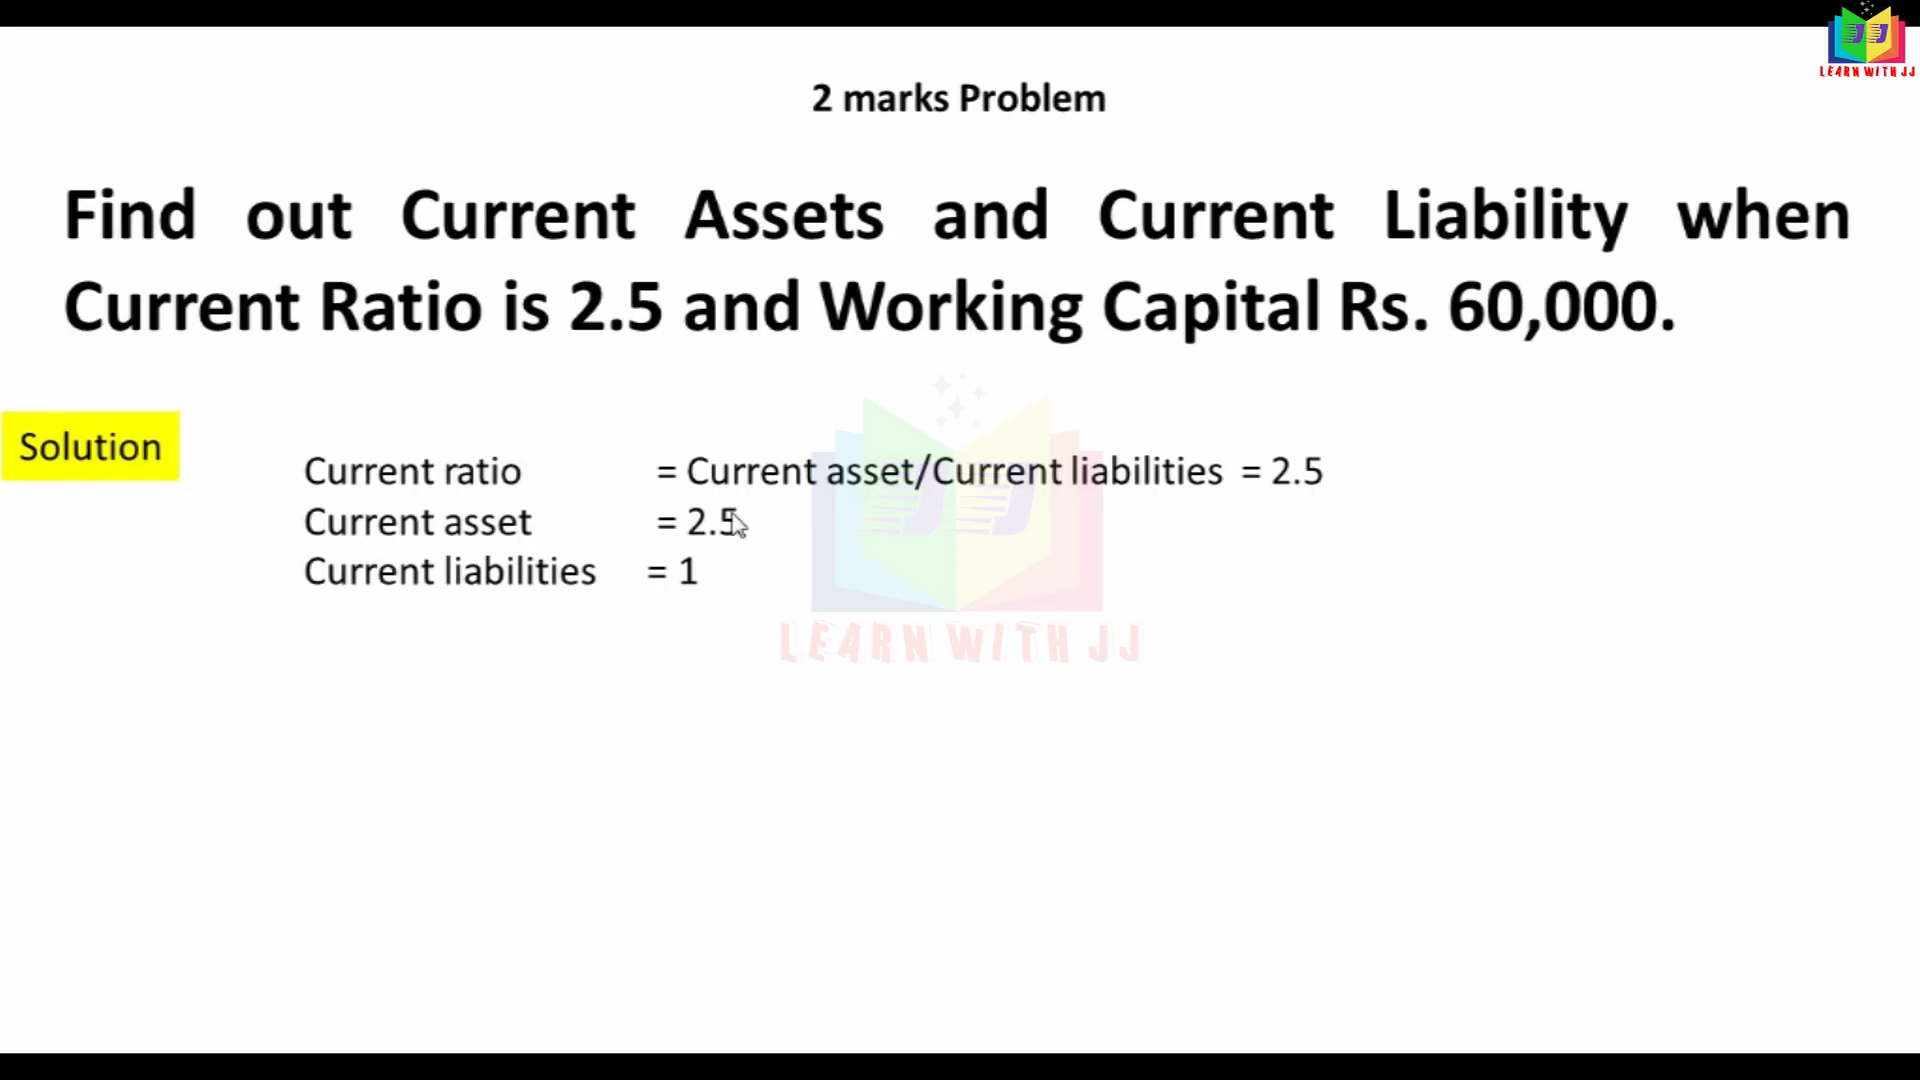 LEARN WITH JJ
2 marks Problem
Find out Current Assets and Current Liability when
Current Ratio is 2.5 and Working Capital Rs. 60,000.
Solution
Current ratio = Current asset/Current liabilities = 2.5
Current asset = 2.5
Current liabilities = 1
JJ
LEARN WITH JJ